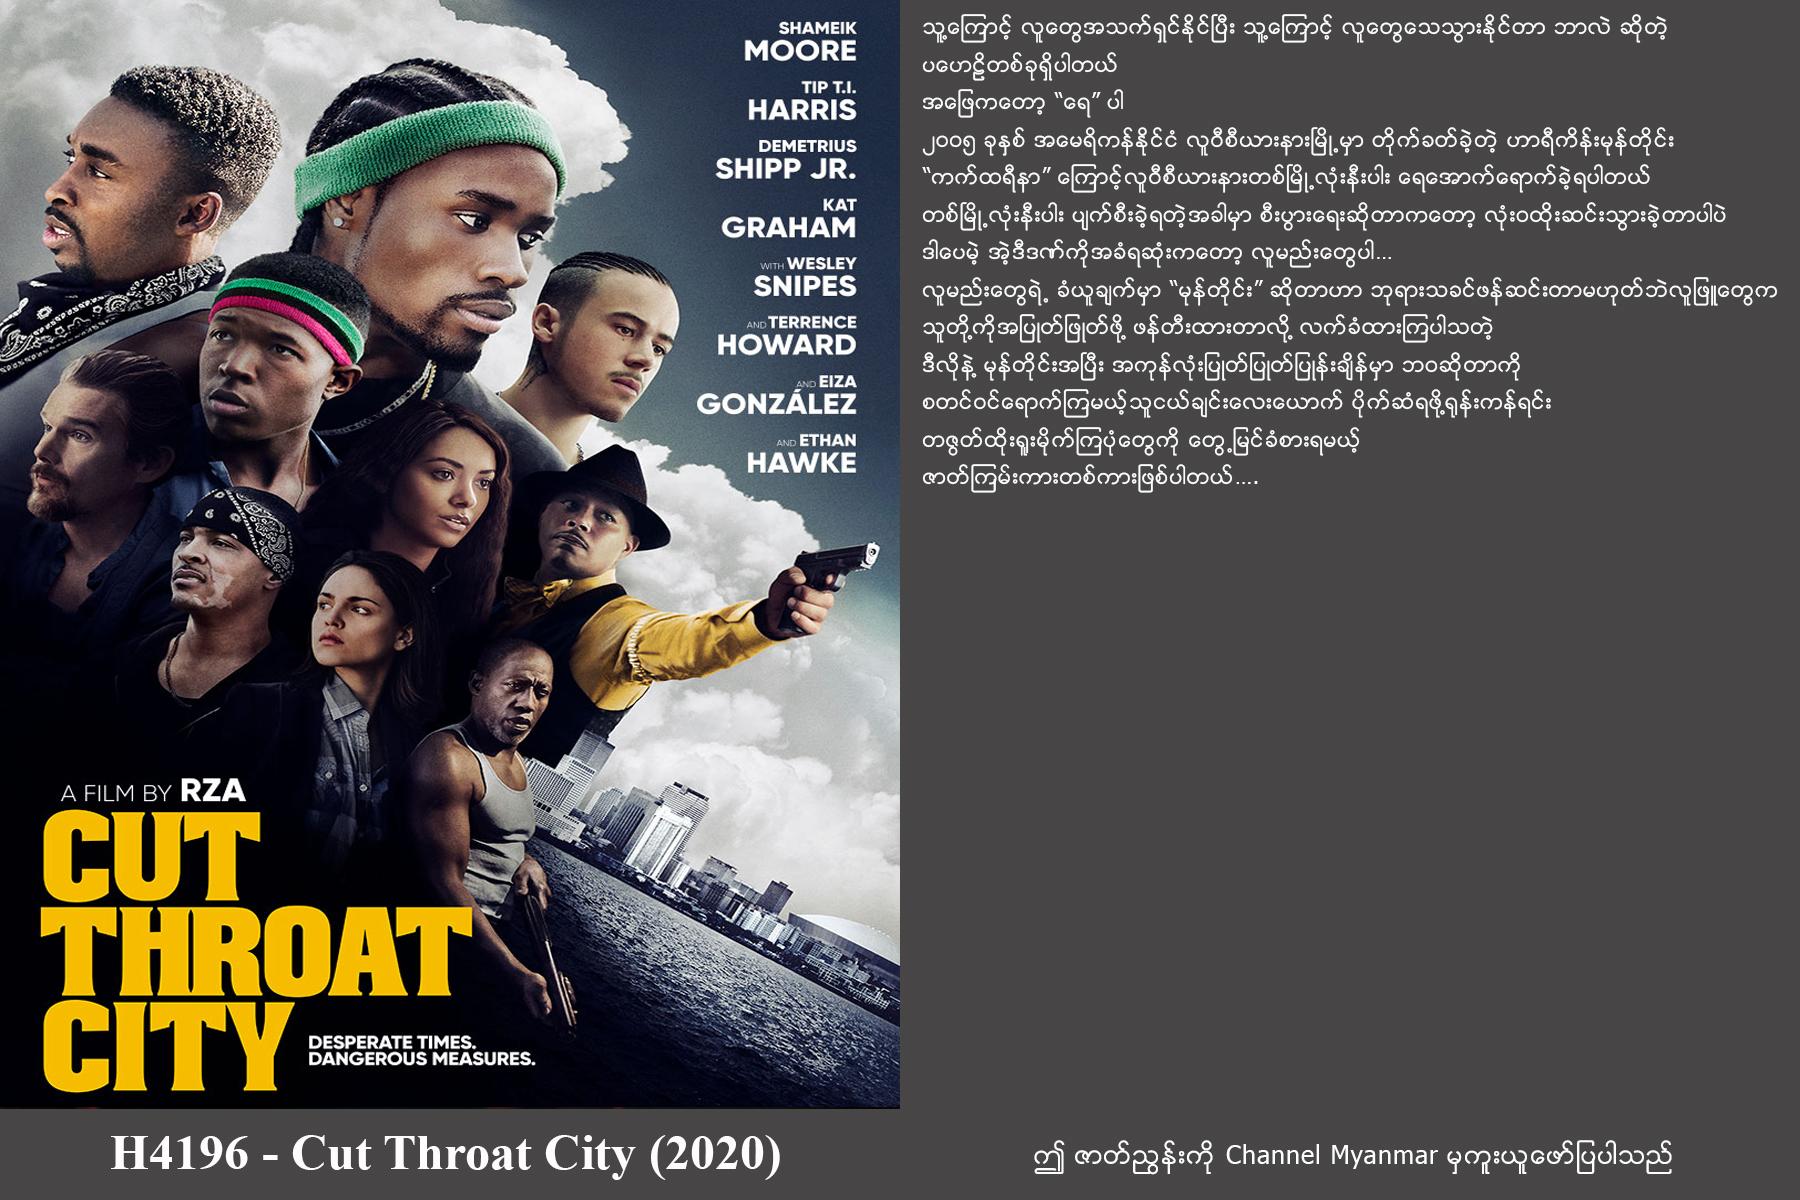 SHAMEIK
MOORE
TIP T.I.
HARRIS
DEMETRIUS
SHIPP JR.
KAT
GRAHAM
WITH WESLEY
SNIPES
AND TERRENCE
HOWARD
AND EIZA
GONZÁLEZ
AND ETHAN
HAWKE
A FILM BY RZA
CUT
THROAT
CITY
DESPERATE TIMES.
DANGEROUS MEASURES.
H4196 - Cut Throat City (2020)
သူ့ကြောင့် လူတွေအသက်ရှင်နိုင်ပြီး သူ့ကြောင့် လူတွေသေသွားနိုင်တာ ဘာလဲ ဆိုတဲ့
ပဟေဠိတစ်ခုရှိပါတယ်
အဖြေကတော့ “ရေ” ပါ
၂၀၀၅ ခုနှစ် အမေရိကန်နိုင်ငံ လူဝီစီယားနားမြို့မှာ တိုက်ခတ်ခဲ့တဲ့ ဟာရီကိန်းမုန်တိုင်း
“ကက်ထရီနာ” ကြောင့်လူဝီစီယားနားတစ်မြို့လုံးနီးပါး ရေအောက်ရောက်ခဲ့ရပါတယ်
တစ်မြို့လုံးနီးပါး ပျက်စီးခဲ့ရတဲ့အခါမှာ စီးပွားရေးဆိုတာကတော့ လုံးဝထိုးဆင်းသွားခဲ့တာပါပဲ
ဒါပေမဲ့ အဲ့ဒီဒဏ်ကိုအခံရဆုံးကတော့ လူမည်းတွေပါ...
လူမည်းတွေရဲ့ ခံယူချက်မှာ “မုန်တိုင်း” ဆိုတာဟာ ဘုရားသခင်ဖန်ဆင်းတာမဟုတ်ဘဲလူဖြူတွေက
သူတို့ကိုအပြုတ်ဖြုတ်ဖို့ ဖန်တီးထားတာလို့ လက်ခံထားကြပါသတဲ့
ဒီလိုနဲ့ မုန်တိုင်းအပြီး အကုန်လုံးပြုတ်ပြုတ်ပြုန်းချိန်မှာ ဘဝဆိုတာကို
စတင်ဝင်ရောက်ကြမယ့်သူငယ်ချင်းလေးယောက် ပိုက်ဆံရဖို့ရုန်းကန်ရင်း
တဇွတ်ထိုးရူးမိုက်ကြပုံတွေကို တွေ့မြင်ခံစားရမယ့်
ဇာတ်ကြမ်းကားတစ်ကားဖြစ်ပါတယ်....
ဤ ဇာတ်ညွှန်းကို Channel Myanmar မှကူးယူဖော်ပြပါသည်